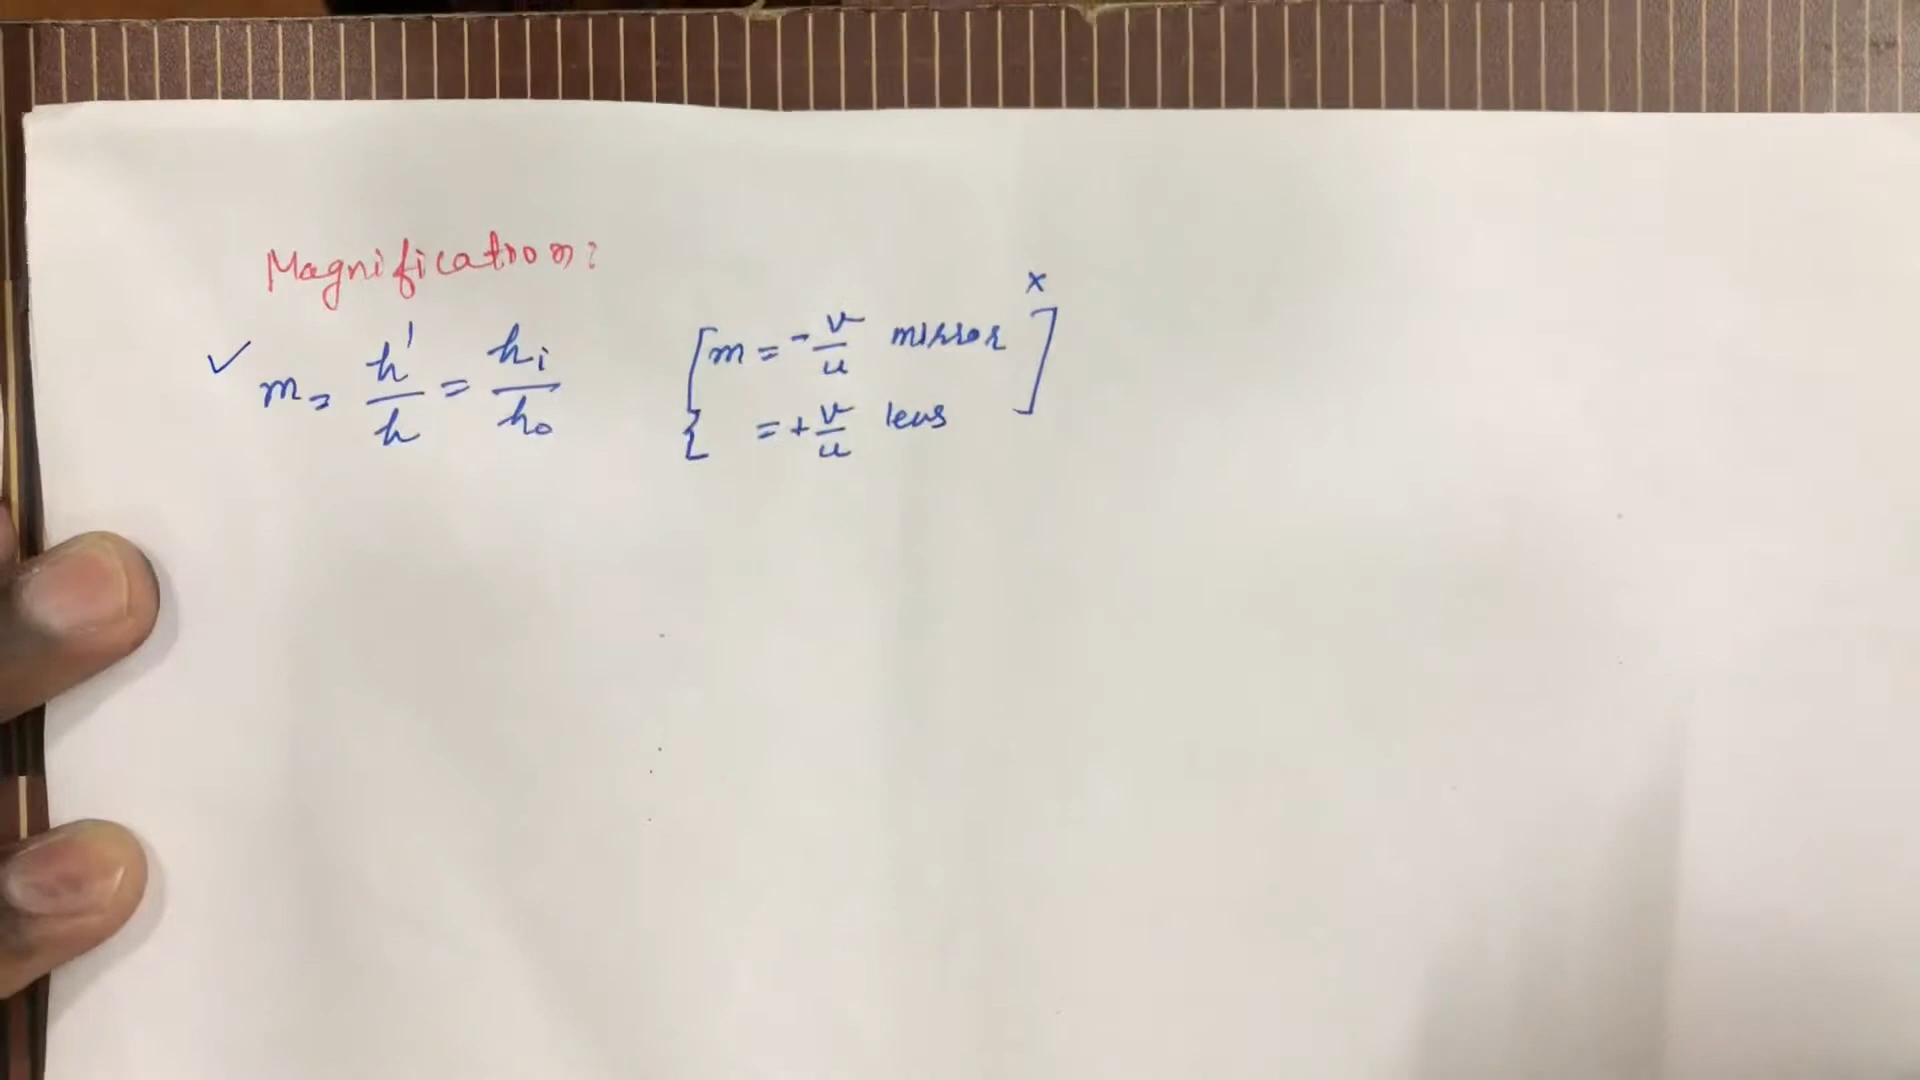 Magnification:
✓ m = h'/h = hi/ho
[ m = - v/u mirror ] x
{ = + v/u lens